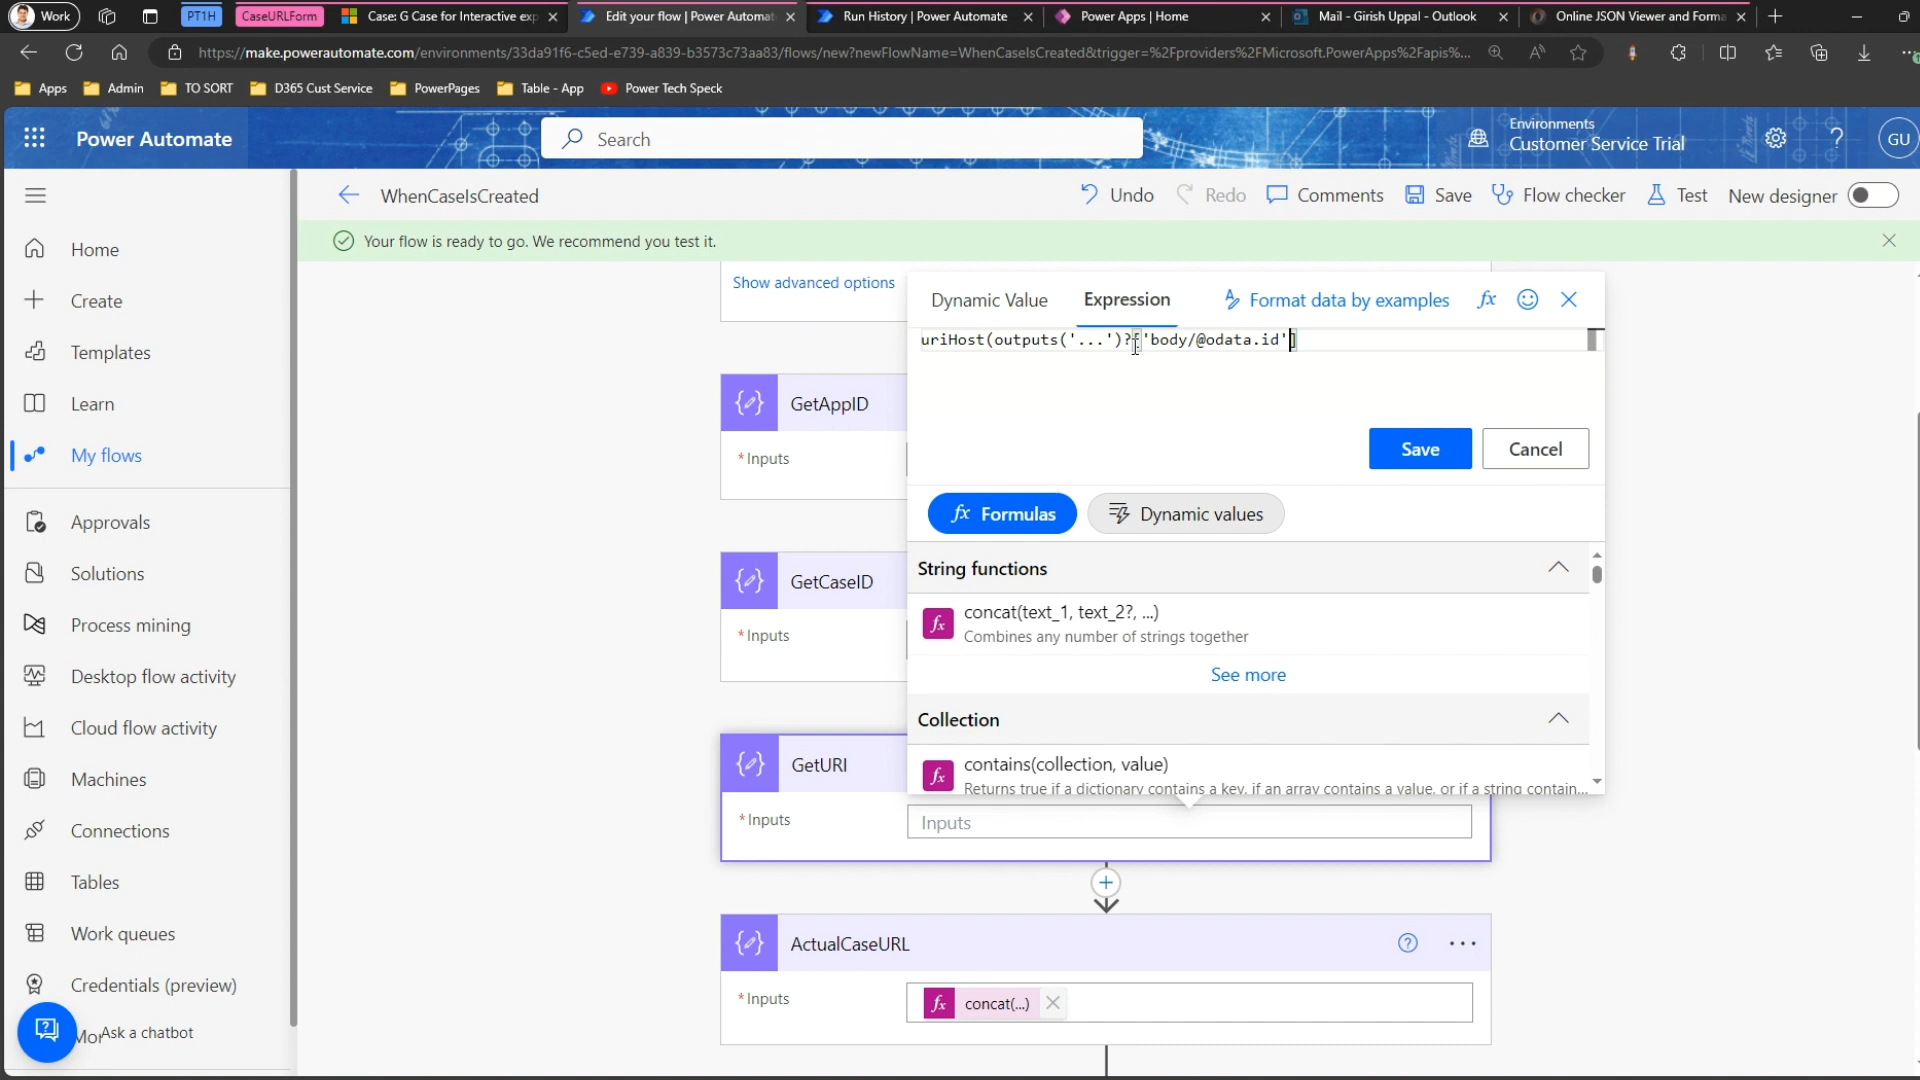 Work
PT1H
CaseURLForm
Case: G Case for Interactive exp
Edit your flow | Power Automat
Run History | Power Automate
Power Apps | Home
Mail - Girish Uppal - Outlook
Online JSON Viewer and Forma
https://make.powerautomate.com/environments/33da91f6-c5ed-e739-a839-b3573c73aa83/flows/new?newFlowName=WhenCaseIsCreated&trigger=%2Fproviders%2FMicrosoft.PowerApps%2Fapis%...
Apps
Admin
TO SORT
D365 Cust Service
PowerPages
Table - App
Power Tech Speck
Power Automate
Search
Environments
Customer Service Trial
GU
WhenCaseIsCreated
Undo
Redo
Comments
Save
Flow checker
Test
New designer
Your flow is ready to go. We recommend you test it.
Home
Create
Templates
Learn
My flows
Approvals
Solutions
Process mining
Desktop flow activity
Cloud flow activity
Machines
Connections
Tables
Work queues
Credentials (preview)
Mor
Ask a chatbot
Show advanced options
Dynamic Value
Expression
Format data by examples
fx
uriHost(outputs('...')?['body/@odata.id']
Save
Cancel
fx Formulas
Dynamic values
String functions
fx
concat(text_1, text_2?, ...)
Combines any number of strings together
See more
Collection
fx
contains(collection, value)
Returns true if a dictionary contains a key, if an array contains a value, or if a string contain...
GetAppID
* Inputs
GetCaseID
* Inputs
GetURI
* Inputs
Inputs
ActualCaseURL
* Inputs
fx
concat(...)